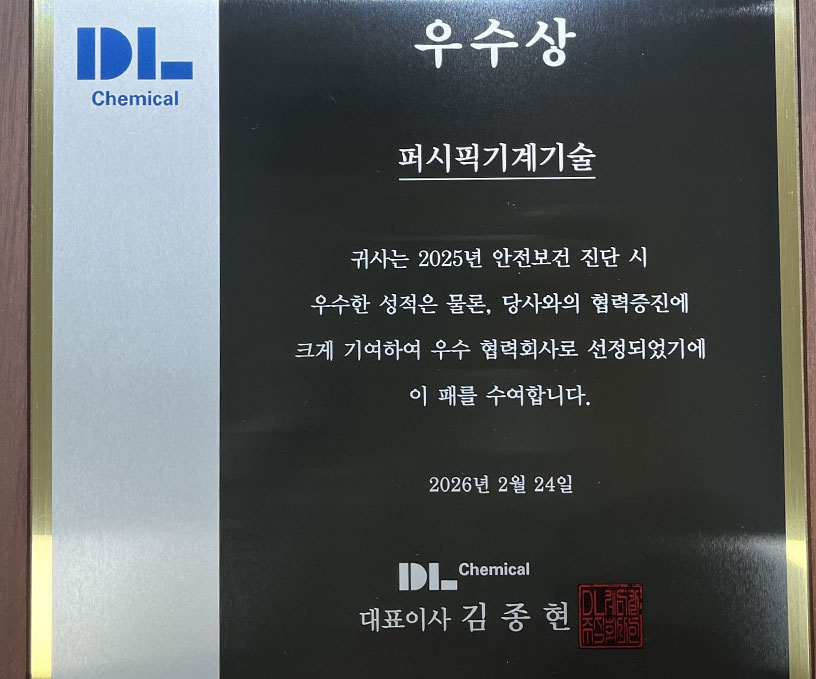 DL
Chemical
우수상
퍼시픽기계기술
귀사는 2025년 안전보건 진단 시
우수한 성적은 물론, 당사와의 협력증진에
크게 기여하여 우수 협력회사로 선정되었기에
이 패를 수여합니다.
2026년 2월 24일
DL Chemical
대표이사 김종현